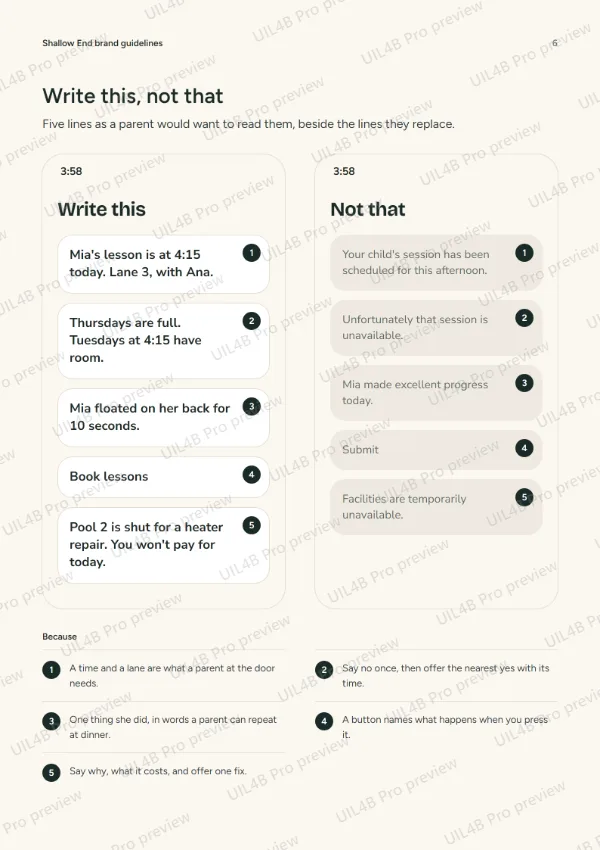 Shallow End brand guidelines
6
Write this, not that
Five lines as a parent would want to read them, beside the lines they replace.
3:58
Write this
Mia's lesson is at 4:15
today. Lane 3, with Ana.
1
Thursdays are full.
Tuesdays at 4:15 have
room.
2
Mia floated on her back for
10 seconds.
3
Book lessons
4
Pool 2 is shut for a heater
repair. You won't pay for
today.
5
3:58
Not that
Your child's session has been
scheduled for this afternoon.
1
Unfortunately that session is
unavailable.
2
Mia made excellent progress
today.
3
Submit
4
Facilities are temporarily
unavailable.
5
Because
1
A time and a lane are what a parent at the door
needs.
2
Say no once, then offer the nearest yes with its
time.
3
One thing she did, in words a parent can repeat
at dinner.
4
A button names what happens when you press
it.
5
Say why, what it costs, and offer one fix.
UIL4B Pro preview